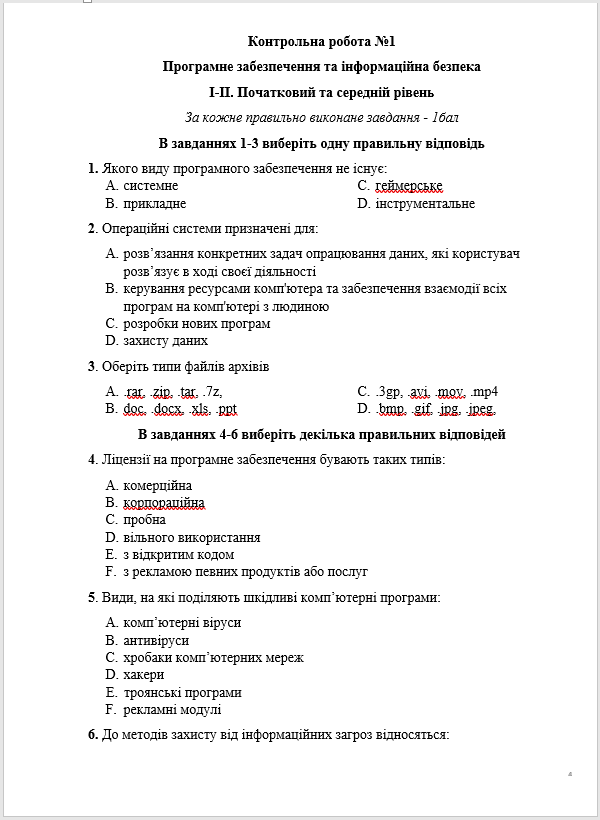 Контрольна робота №1
Програмне забезпечення та інформаційна безпека
І-ІІ. Початковий та середній рівень
За кожне правильно виконане завдання - 1бал
В завданнях 1-3 виберіть одну правильну відповідь
1. Якого виду програмного забезпечення не існує:
A. системне
B. прикладне
C. геймерське
D. інструментальне
2. Операційні системи призначені для:
A. розв’язання конкретних задач опрацювання даних, які користувач
розв’язує в ході своєї діяльності
B. керування ресурсами комп'ютера та забезпечення взаємодії всіх
програм на комп'ютері з людиною
C. розробки нових програм
D. захисту даних
3. Оберіть типи файлів архівів
A. .rar, .zip, .tar, .7z,
B. doc, .docx, .xls, .ppt
C. .3gp, .avi, .mov, .mp4
D. .bmp, .gif, .jpg, .jpeg,
В завданнях 4-6 виберіть декілька правильних відповідей
4. Ліцензії на програмне забезпечення бувають таких типів:
A. комерційна
B. корпораційна
C. пробна
D. вільного використання
E. з відкритим кодом
F. з рекламою певних продуктів або послуг
5. Види, на які поділяють шкідливі комп’ютерні програми:
A. комп’ютерні віруси
B. антивіруси
C. хробаки комп’ютерних мереж
D. хакери
E. троянські програми
F. рекламні модулі
6. До методів захисту від інформаційних загроз відносяться: